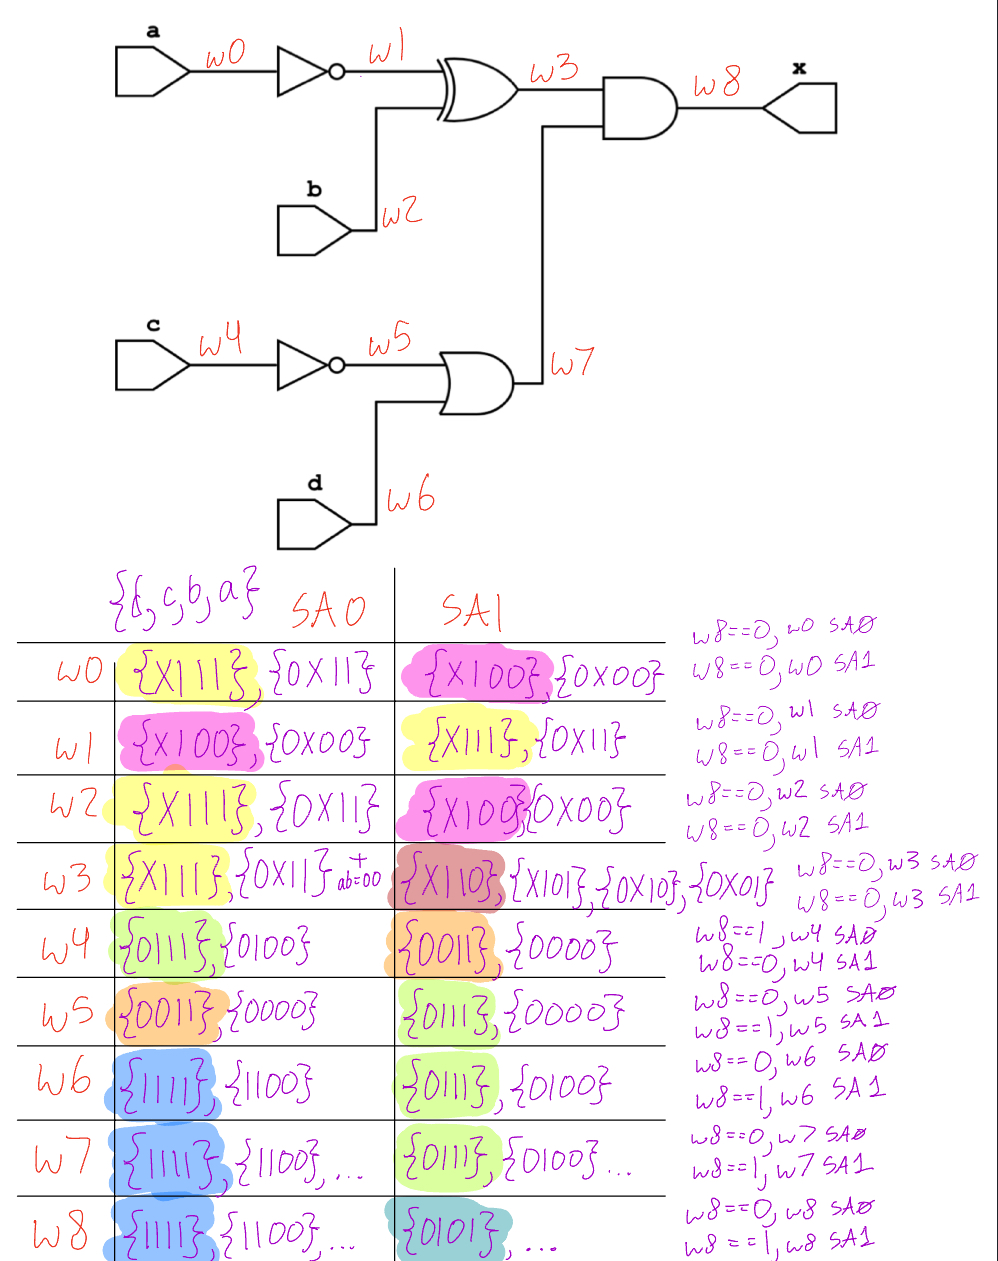 a
w0 w1 w3 x
w8
b
w2
c
w4 w5 w7
d
w6
{d,c,b,a} SA0 SA1
w0 {X111}, {0X11} {X100}, {0X00} w8==0, w0 SA0
w8==0, w0 SA1
w1 {X100}, {0X00} {X111}, {0X11} w8==0, w1 SA0
w8==0, w1 SA1
w2 {X111}, {0X11} {X100}{0X00} w8==0, w2 SA0
w8==0, w2 SA1
w3 {X111}, {0X11} + ab=00 {X110}, {X101}, {0X10}, {0X01} w8==0, w3 SA0
w8==0, w3 SA1
w4 {0111}, {0100} {0011}, {0000} w8==1, w4 SA0
w8==0, w4 SA1
w5 {0011}, {0000} {0111}, {0000} w8==0, w5 SA0
w8==1, w5 SA1
w6 {1111}, {1100} {0111}, {0100} w8==0, w6 SA0
w8==1, w6 SA1
w7 {1111}, {1100}, ... {0111}, {0100} ... w8==0, w7 SA0
w8==1, w7 SA1
w8 {1111}, {1100}, ... {0101}, ... w8==0, w8 SA0
w8==1, w8 SA1